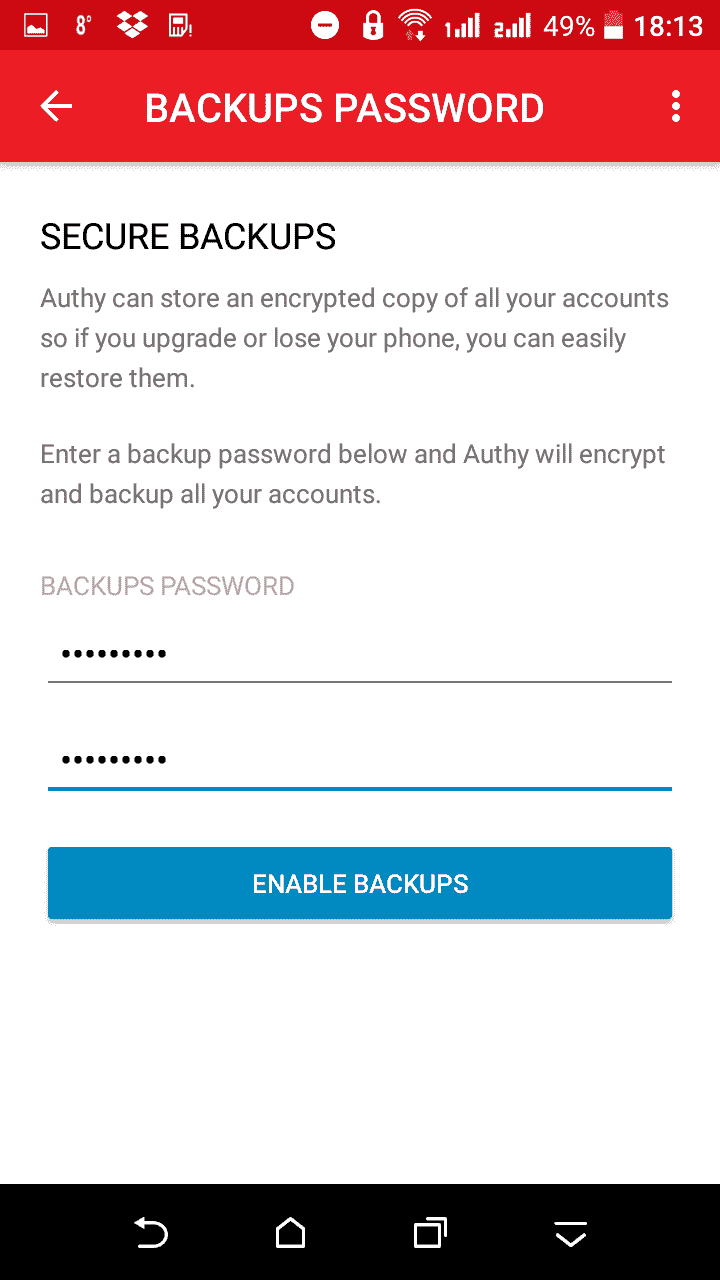 8° 1 2 49% 18:13
BACKUPS PASSWORD
SECURE BACKUPS
Authy can store an encrypted copy of all your accounts
so if you upgrade or lose your phone, you can easily
restore them.
Enter a backup password below and Authy will encrypt
and backup all your accounts.
BACKUPS PASSWORD
•••••••••
•••••••••
ENABLE BACKUPS